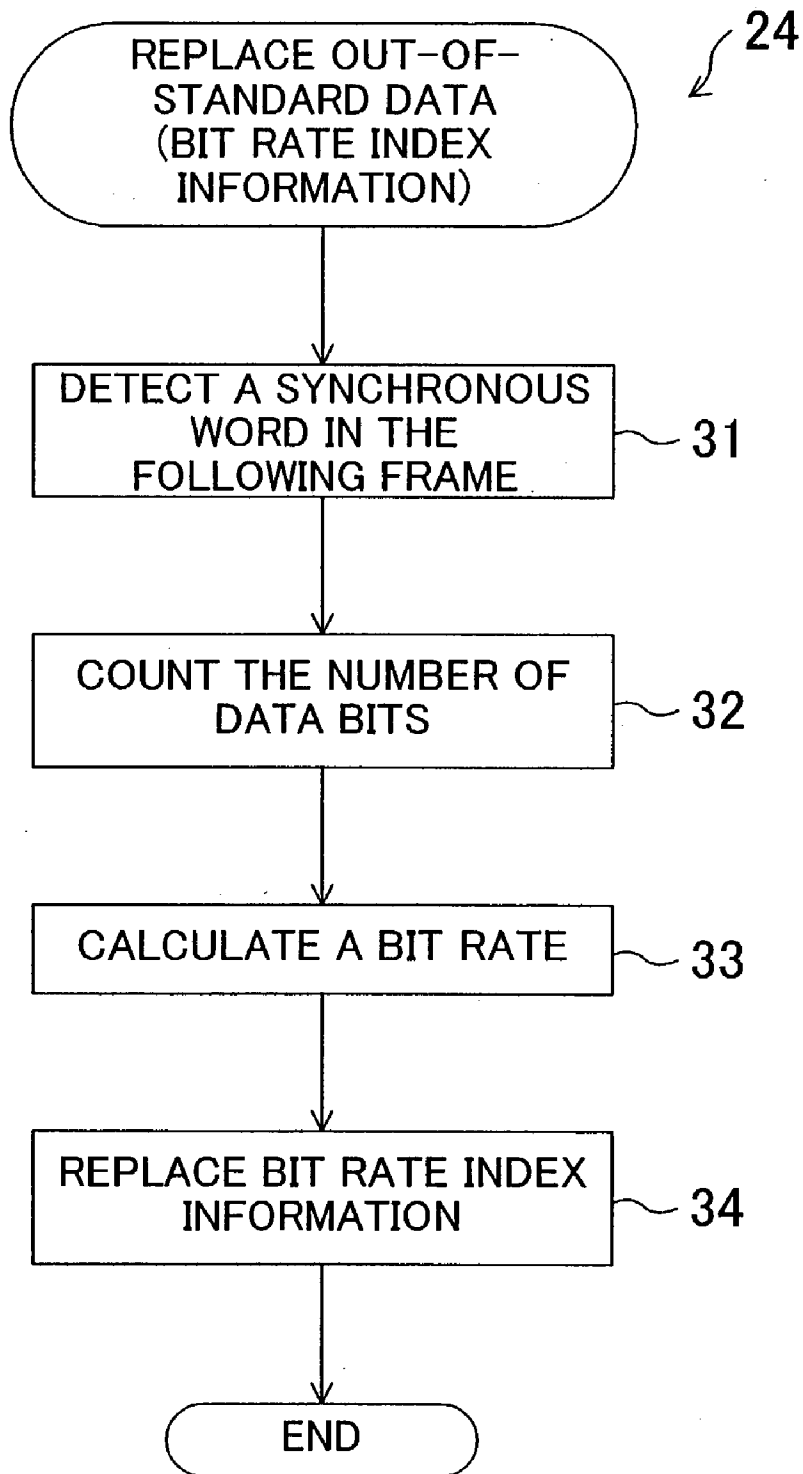 24
REPLACE OUT-OF-
STANDARD DATA
(BIT RATE INDEX
INFORMATION)
DETECT A SYNCHRONOUS
WORD IN THE
FOLLOWING FRAME
31
COUNT THE NUMBER OF
DATA BITS
32
CALCULATE A BIT RATE
33
REPLACE BIT RATE INDEX
INFORMATION
34
END